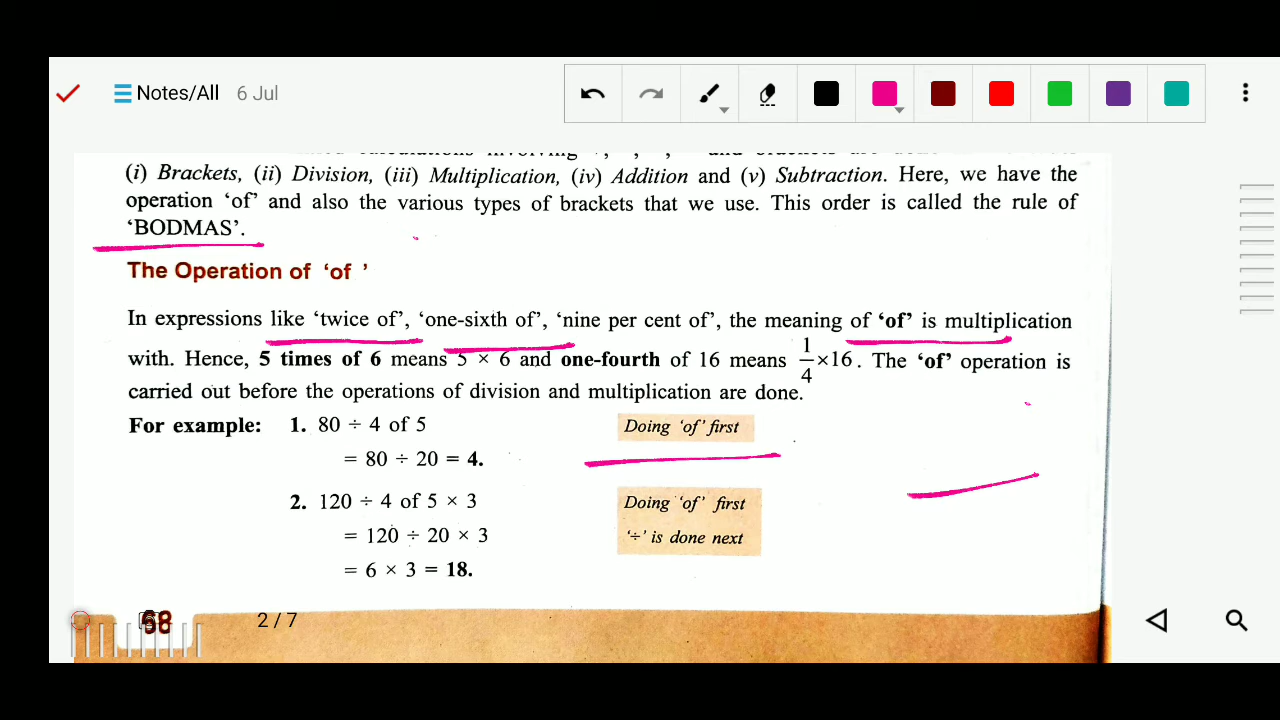 Notes/All 6 Jul
(i) Brackets, (ii) Division, (iii) Multiplication, (iv) Addition and (v) Subtraction. Here, we have the
operation ‘of’ and also the various types of brackets that we use. This order is called the rule of
‘BODMAS’.
The Operation of ‘of ’
In expressions like ‘twice of’, ‘one-sixth of’, ‘nine per cent of’, the meaning of ‘of’ is multiplication
with. Hence, 5 times of 6 means 5 × 6 and one-fourth of 16 means 1/4 ×16. The ‘of’ operation is
carried out before the operations of division and multiplication are done.
For example: 1. 80 ÷ 4 of 5 Doing ‘of’ first
= 80 ÷ 20 = 4.
2. 120 ÷ 4 of 5 × 3 Doing ‘of’ first
= 120 ÷ 20 × 3 ‘÷’ is done next
= 6 × 3 = 18.
2 / 7